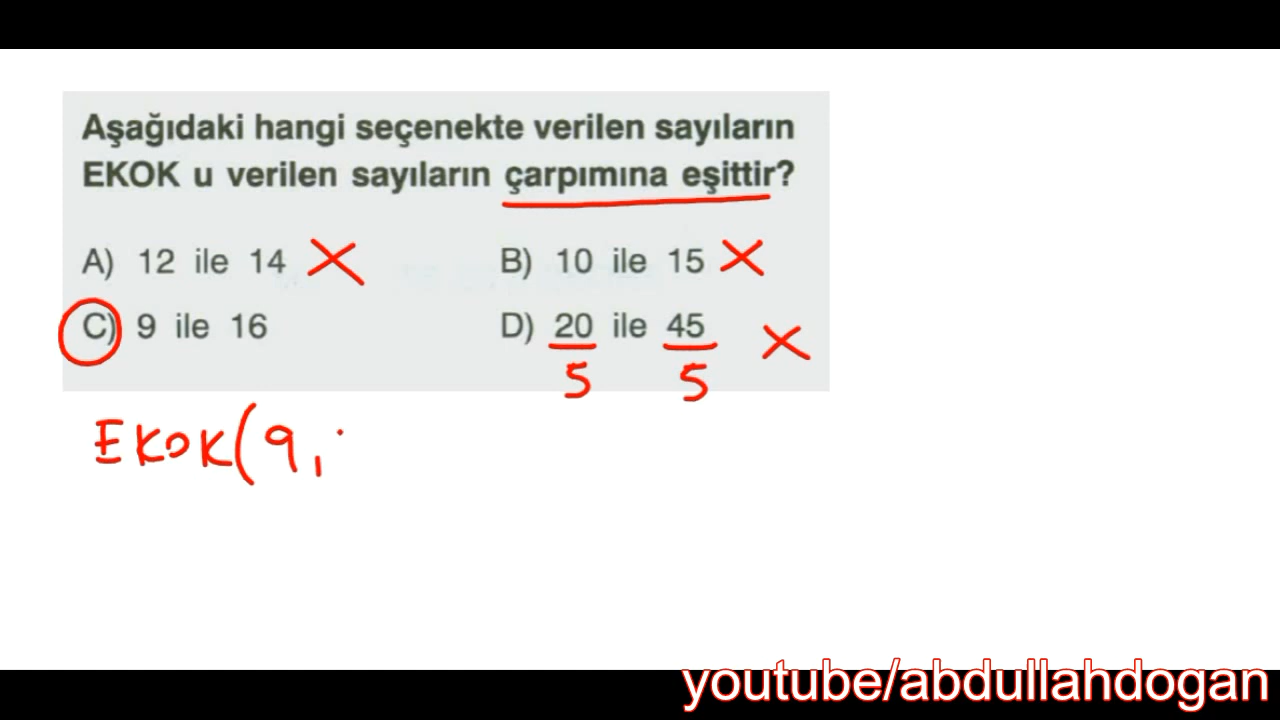 Aşağıdaki hangi seçenekte verilen sayıların
EKOK u verilen sayıların çarpımına eşittir?
A) 12 ile 14
B) 10 ile 15
C) 9 ile 16
D) 20 ile 45
5 5
EKOK(9,
youtube/abdullahdogan